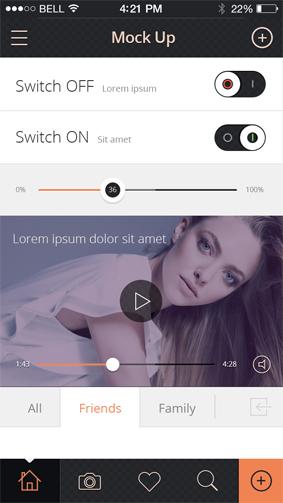 BELL 4:21 PM 22%
Mock Up
Switch OFF Lorem ipsum
Switch ON Sit amet
0% 36 100%
Lorem ipsum dolor sit amet
1:43 4:28
All Friends Family